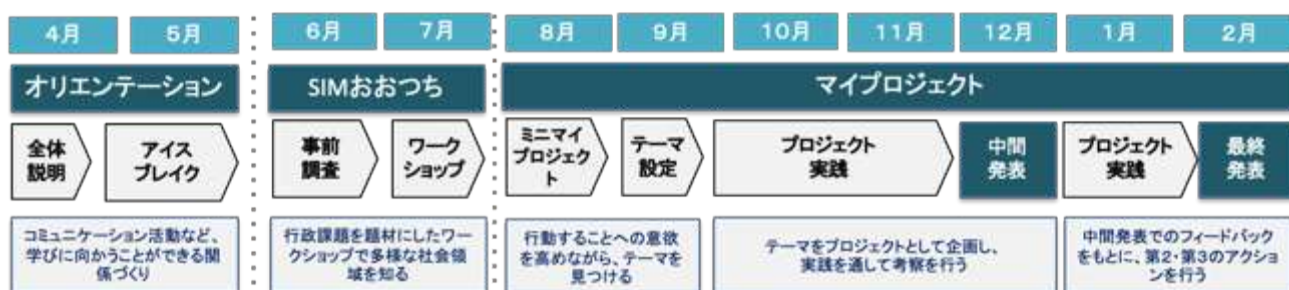 4月
5月
6月
7月
8月
9月
10月
11月
12月
1月
2月
オリエンテーション
SIMおおつち
マイプロジェクト
全体
説明
アイス
ブレイク
事前
調査
ワーク
ショップ
ミニマイ
プロジェク
ト
テーマ
設定
プロジェクト
実践
中間
発表
プロジェクト
実践
最終
発表
コミュニケーション活動など、
学びに向かうことができる関
係づくり
行政課題を題材にしたワー
クショップで多様な社会領
域を知る
行動することへの意欲
を高めながら、テーマを
見つける
テーマをプロジェクトとして企画し、
実践を通して考察を行う
中間発表でのフィードバック
をもとに、第2・第3のアクショ
ンを行う